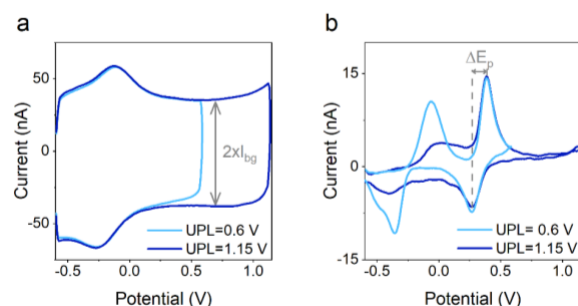 a
50
0
-50
Current (nA)
2xIbg
UPL=0.6 V
UPL=1.15 V
-0.5 0.0 0.5 1.0
Potential (V)
b
ΔEp
15
0
-15
Current (nA)
UPL= 0.6 V
UPL=1.15 V
-0.5 0.0 0.5 1.0
Potential (V)